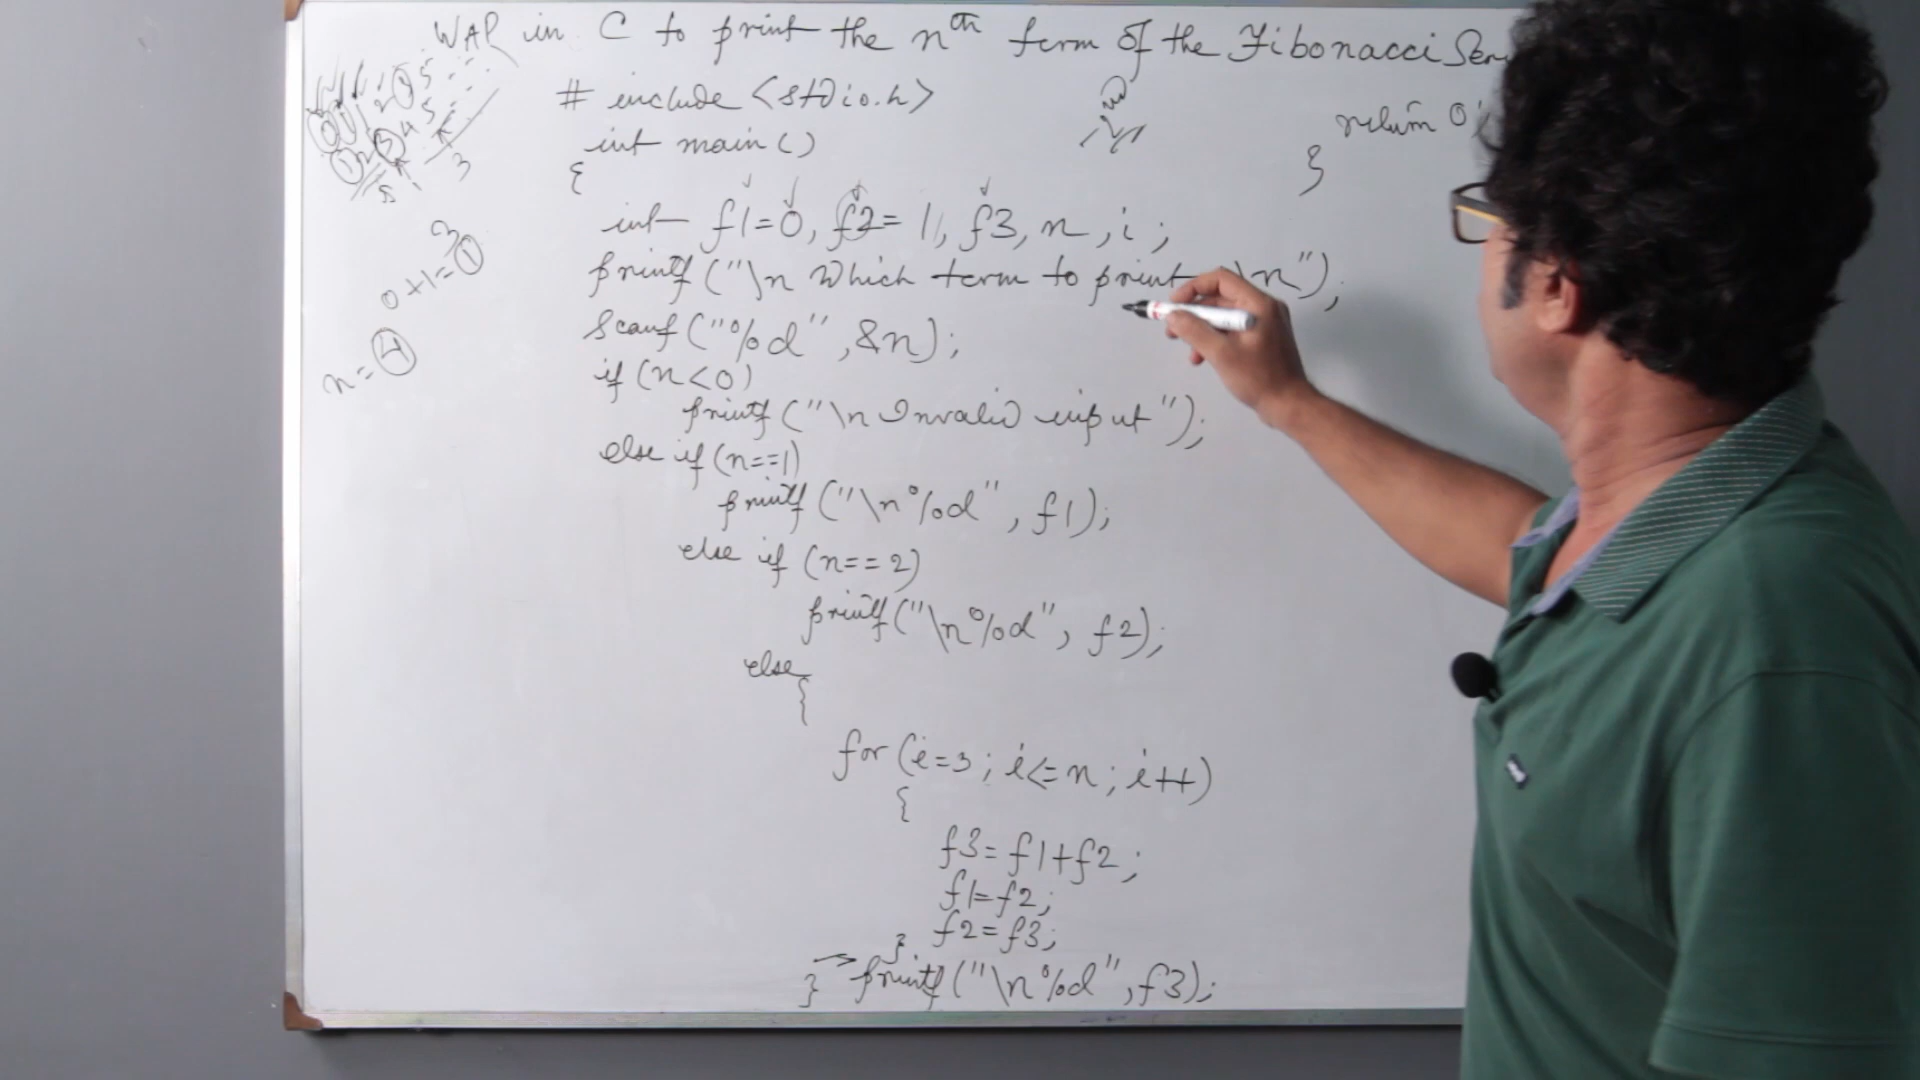 WAP in C to print the nth term of the Fibonacci Ser
# include <stdio.h>
int main()
{
int f1=0, f2=1, f3, n, i;
printf("\n Which term to print \n");
scanf("%d", &n);
if (n<0)
printf("\n Invalid input");
else if (n==1)
printf("\n%d", f1);
else if (n==2)
printf("\n%d", f2);
else
{
for (i=3; i<=n; i++)
{
f3=f1+f2;
f1=f2;
f2=f3;
}
} printf("\n%d", f3);
return 0;
}
3
0+1=1
n=4